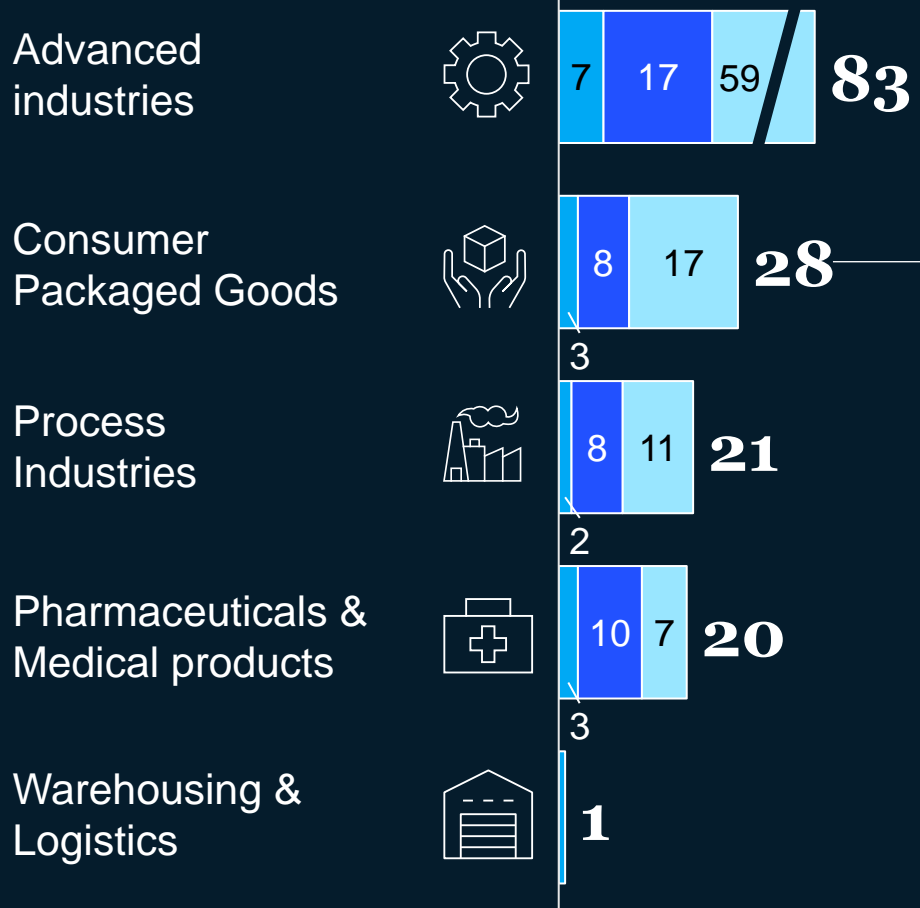 Advanced
industries
7 17 59 83
Consumer
Packaged Goods
8 17 28
3
Process
Industries
8 11 21
2
Pharmaceuticals &
Medical products
10 7 20
3
Warehousing &
Logistics
1